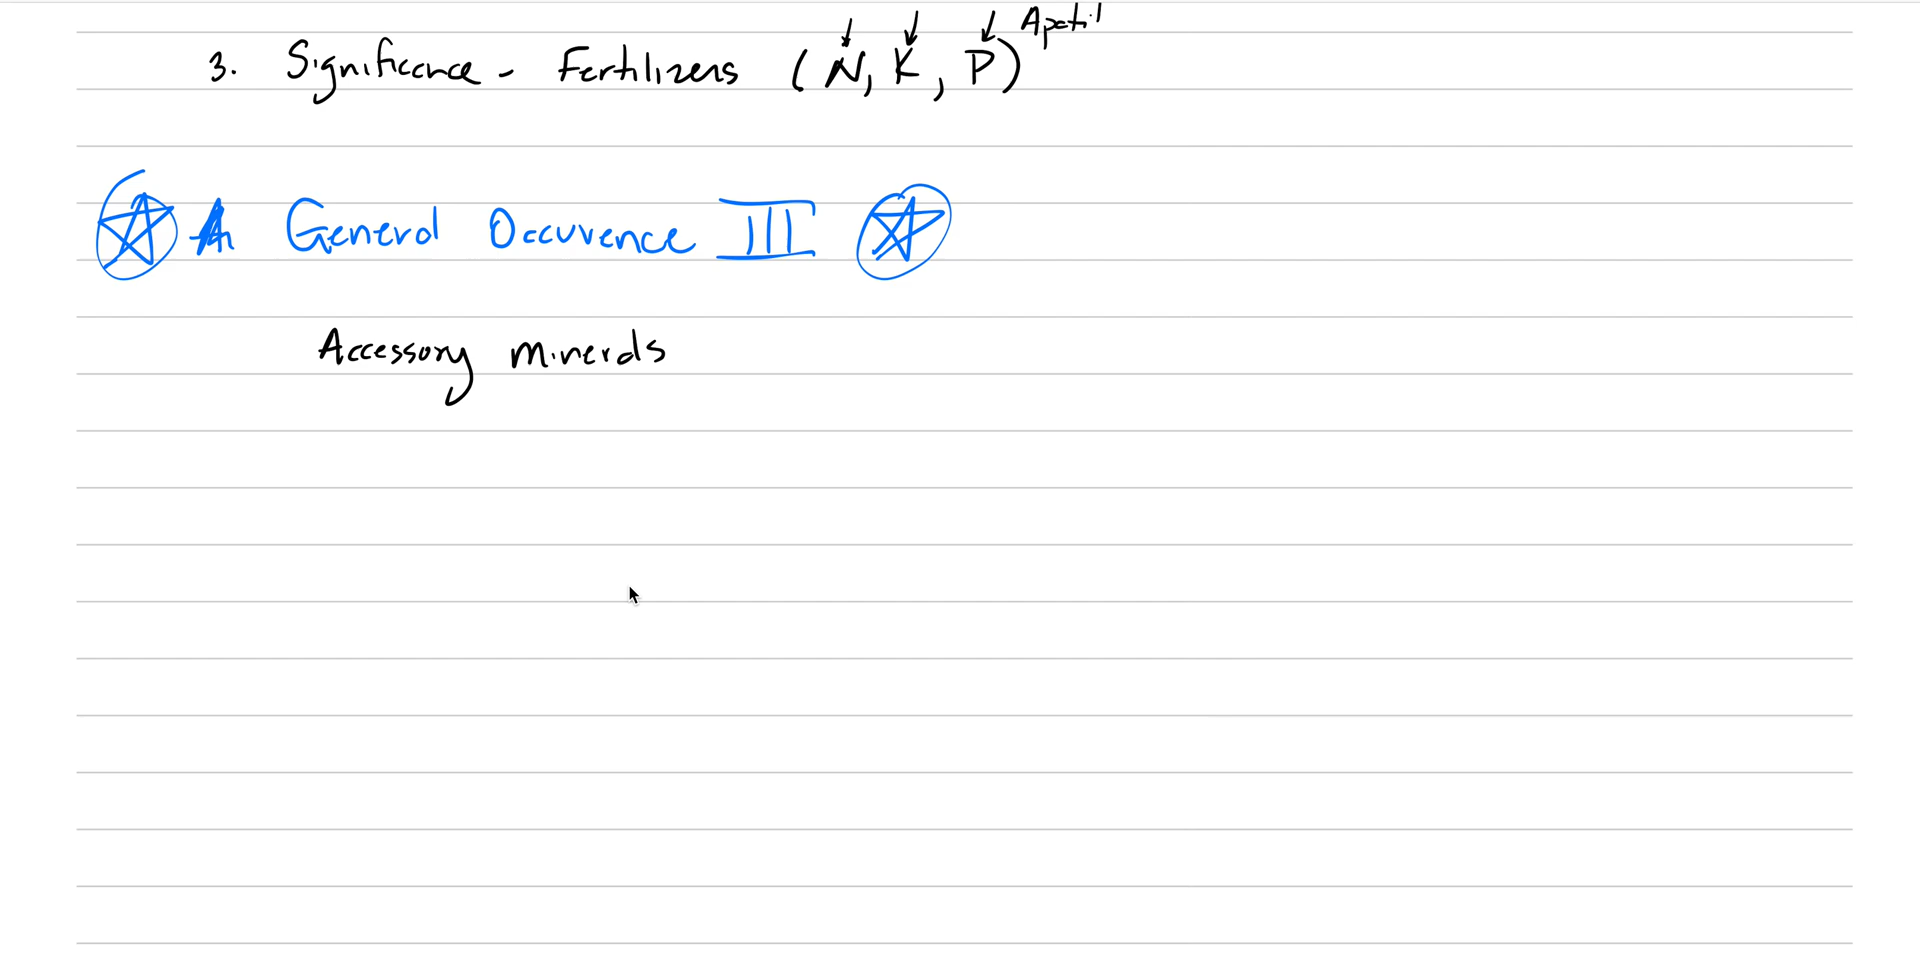 3. Significance - Fertilizers (N, K, P) Apatit
A General Occurence III
Accessory minerals